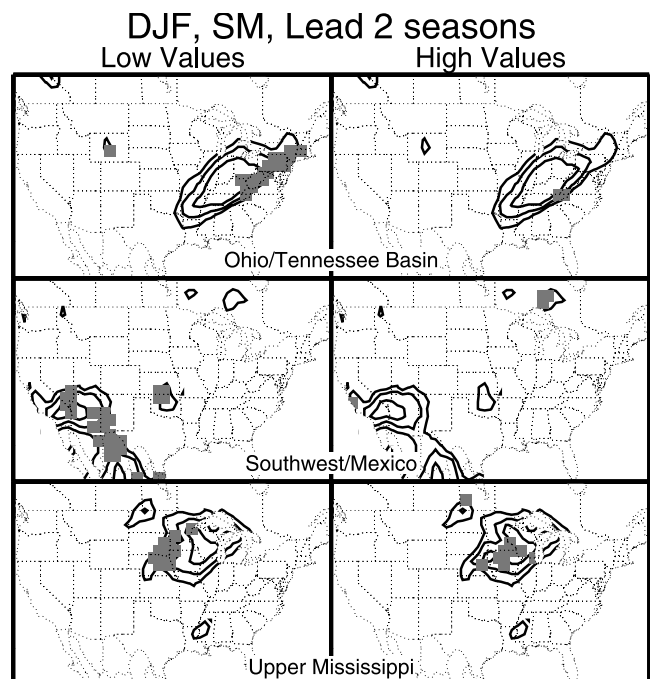 DJF, SM, Lead 2 seasons
Low Values High Values
Ohio/Tennessee Basin
Southwest/Mexico
Upper Mississippi